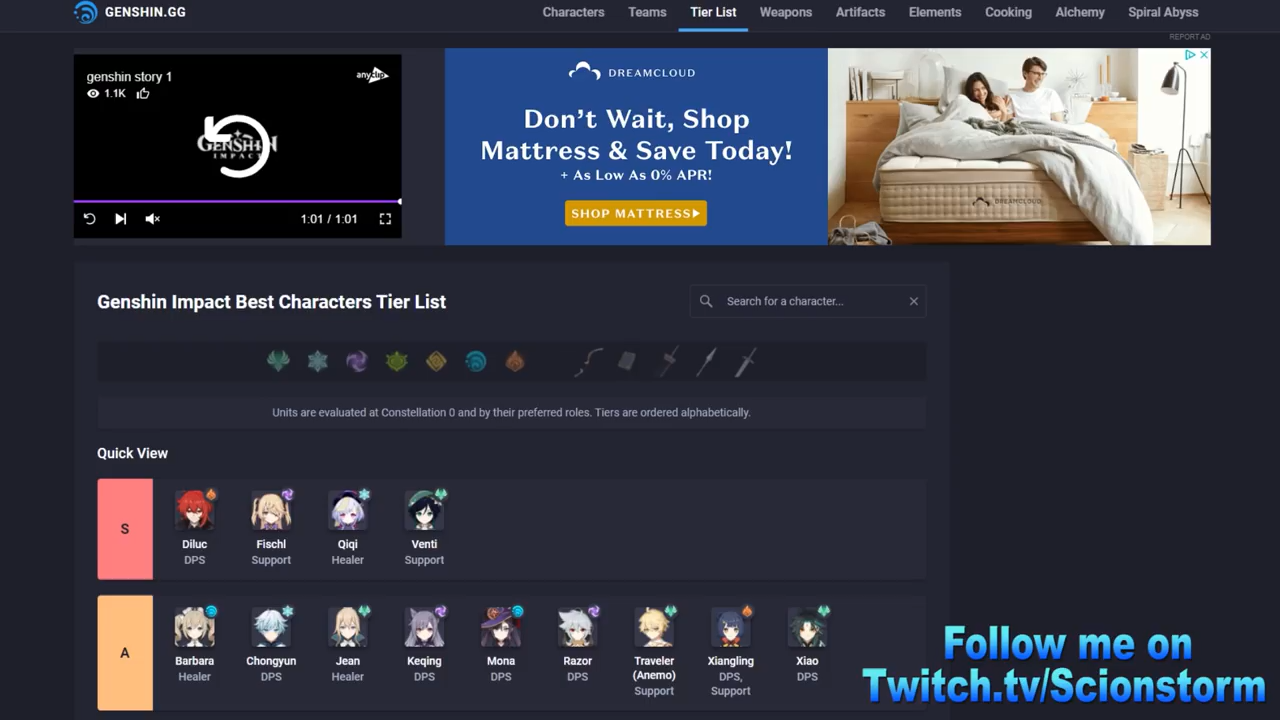 GENSHIN.GG
Characters
Teams
Tier List
Weapons
Artifacts
Elements
Cooking
Alchemy
Spiral Abyss
REPORT AD
genshin story 1
1.1K
anyclip
GENSHIN
IMPACT
1:01 / 1:01
DREAMCLOUD
Don't Wait, Shop
Mattress & Save Today!
+ As Low As 0% APR!
SHOP MATTRESS
DREAMCLOUD
Genshin Impact Best Characters Tier List
Search for a character...
Units are evaluated at Constellation 0 and by their preferred roles. Tiers are ordered alphabetically.
Quick View
S
Diluc
DPS
Fischl
Support
Qiqi
Healer
Venti
Support
A
Barbara
Healer
Chongyun
DPS
Jean
Healer
Keqing
DPS
Mona
DPS
Razor
DPS
Traveler
(Anemo)
Support
Xiangling
DPS,
Support
Xiao
DPS
Follow me on
Twitch.tv/Scionstorm